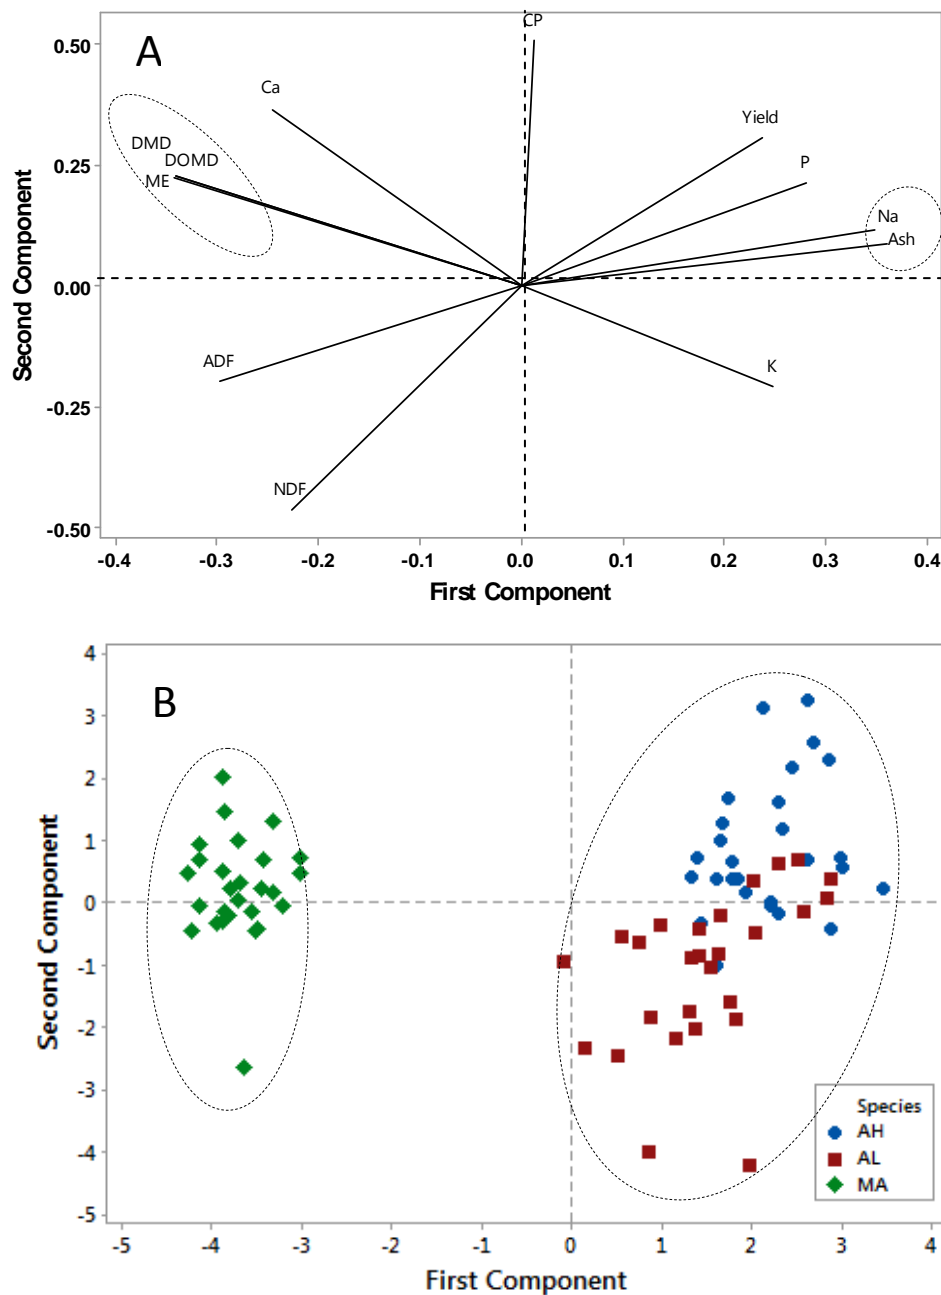 A
CP
0.50
Ca
Yield
DMD
DOMD
0.25
P
ME
Na
Ash
0.00
ADF
K
-0.25
NDF
-0.50
-0.4 -0.3 -0.2 -0.1 0.0 0.1 0.2 0.3 0.4
First Component
Second Component
B
4
3
2
1
0
-1
-2
-3
-4
-5
Species
AH
AL
MA
-5 -4 -3 -2 -1 0 1 2 3 4
First Component
Second Component